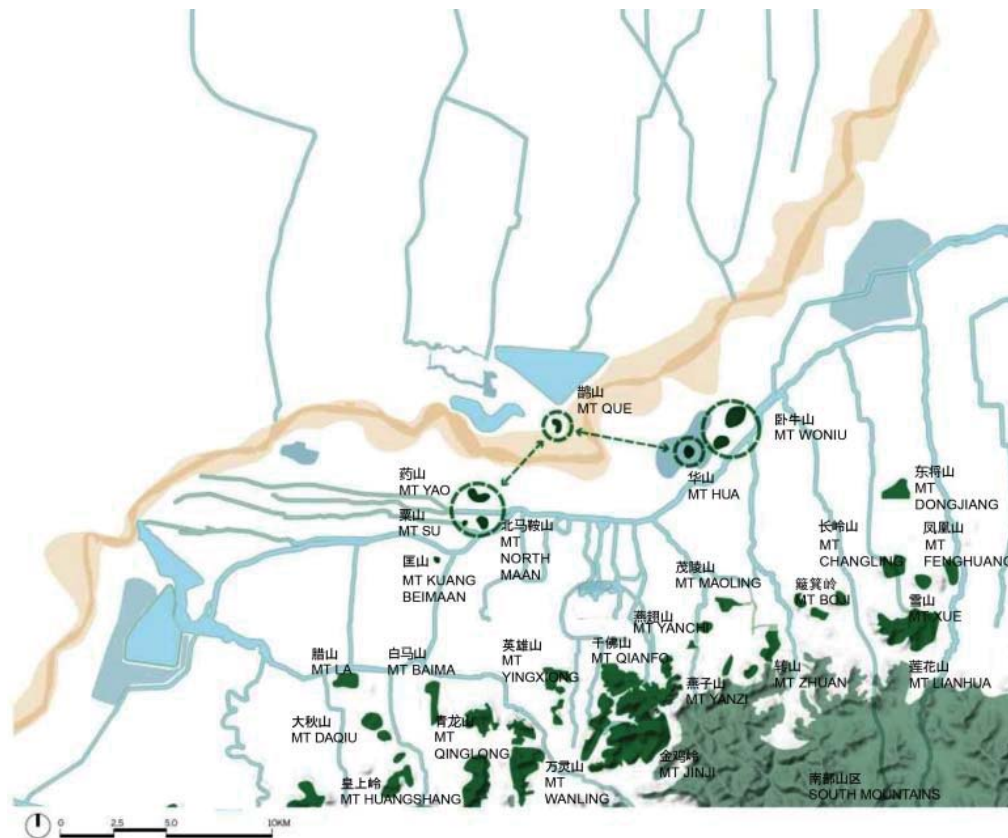 鹊山
MT QUE
卧牛山
MT WONIU
华山
MT HUA
药山
MT YAO
粟山
MT SU
北马鞍山
MT
NORTH
MAAN
匡山
MT KUANG
BEIMAAN
东将山
MT
DONGJIANG
长岭山
MT
CHANGLING
凤凰山
MT
FENGHUANG
茂陵山
MT MAOLING
簸箕岭
MT BOJI
雪山
MT XUE
燕翅山
MT YANCHI
英雄山
MT
YINGXIONG
千佛山
MT QIANFO
腊山
MT LA
白马山
MT BAIMA
燕子山
MT YANZI
转山
MT ZHUAN
莲花山
MT LIANHUA
大秋山
MT DAQIU
青龙山
MT
QINGLONG
万灵山
MT
WANLING
金鸡岭
MT JINJI
皇上岭
MT HUANGSHANG
南部山区
SOUTH MOUNTAINS
0 2.5 5.0 10KM